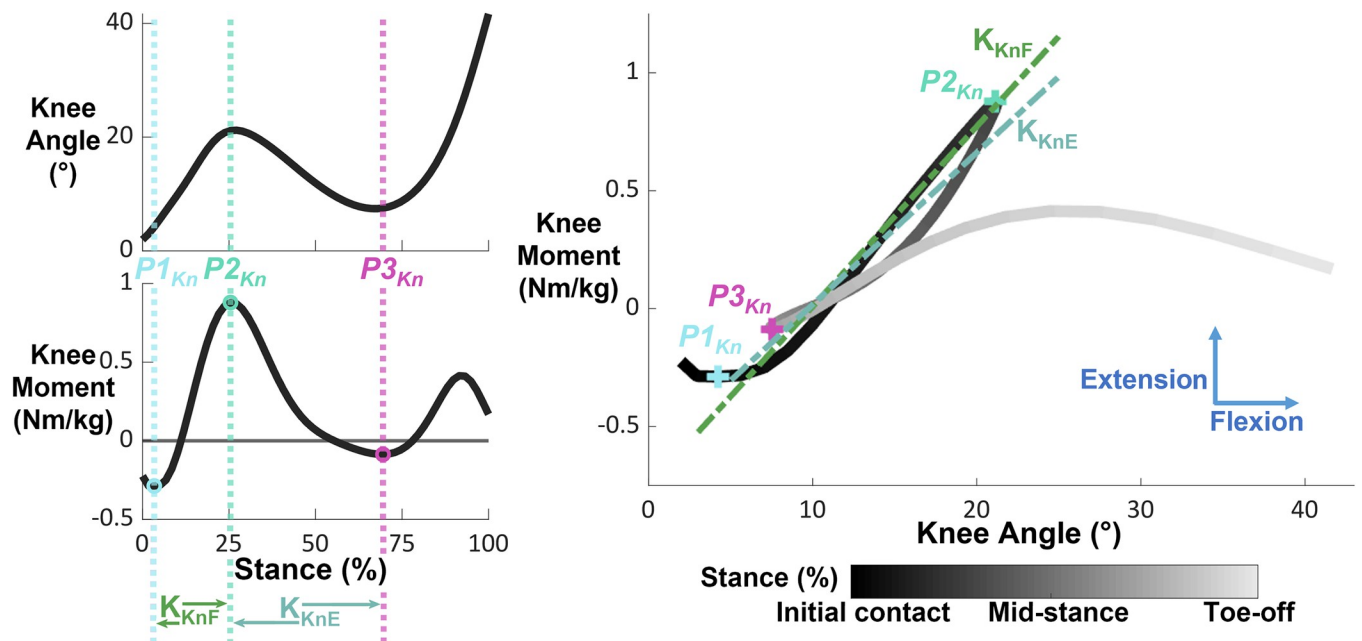 40
Knee
Angle
(°)
20
0
P1Kn P2Kn P3Kn
1
Knee
Moment
(Nm/kg)
0.5
0
-0.5
0 25 50 75 100
Stance (%)
KKnF KKnE
KKnF
1
P2Kn
KKnE
0.5
Knee
Moment
(Nm/kg)
P3Kn
0
P1Kn
Extension
Flexion
-0.5
0 10 20 30 40
Knee Angle (°)
Stance (%)
Initial contact Mid-stance Toe-off